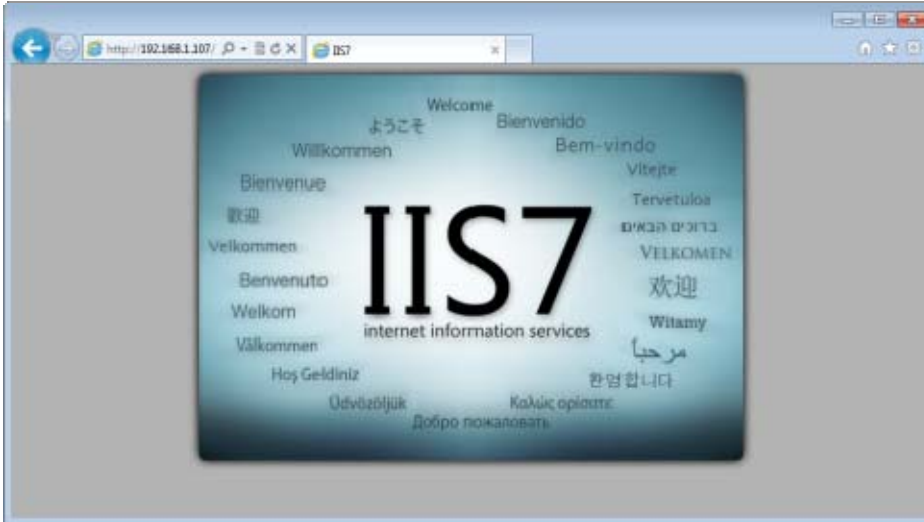 http://192.168.1.107/
IIS7
Welcome
ようこそ
Bienvenido
Willkommen
Bem-vindo
Vítejte
Bienvenue
Tervetuloa
歡迎
ברוכים הבאים
Velkommen
VELKOMEN
Benvenuto
欢迎
Welkom
Witamy
IIS7
internet information services
Välkommen
مرحباً
Hoş Geldiniz
환영합니다
Üdvözöljük
Καλώς ορίσατε
Добро пожаловать